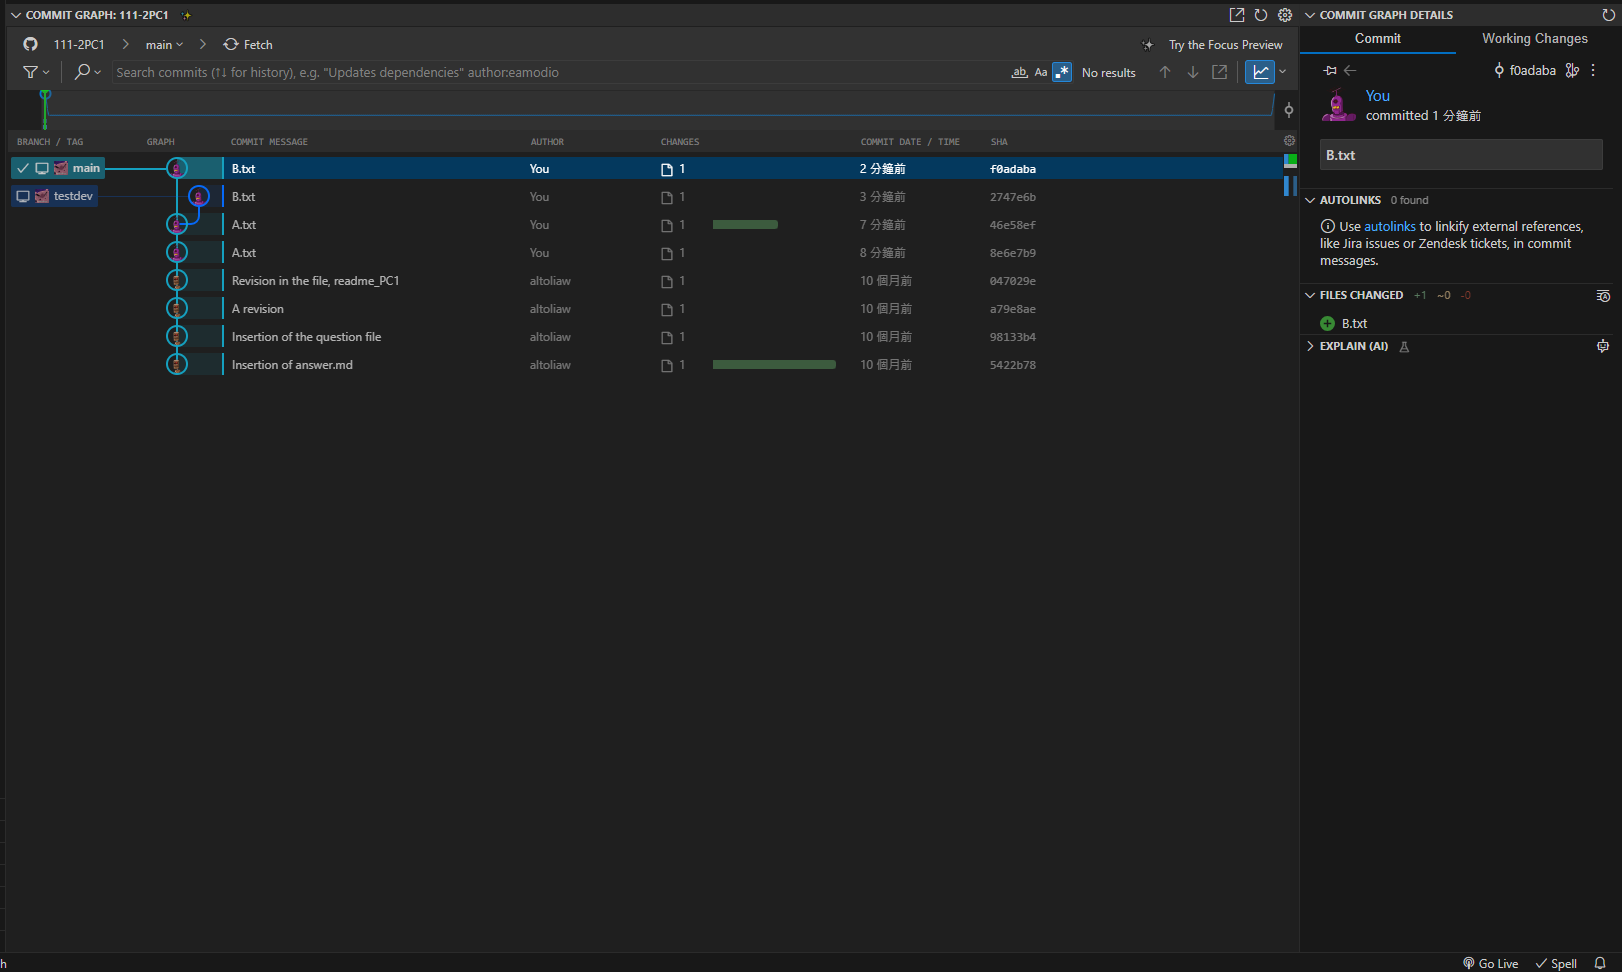 COMMIT GRAPH: 111-2PC1
111-2PC1 > main > Fetch
Try the Focus Preview
Search commits (↑↓ for history), e.g. "Updates dependencies" author:eamodio
ab Aa .* No results
BRANCH / TAG GRAPH COMMIT MESSAGE AUTHOR CHANGES COMMIT DATE / TIME SHA
main B.txt You 1 2 分鐘前 f0adaba
testdev B.txt You 1 3 分鐘前 2747e6b
A.txt You 1 7 分鐘前 46e58ef
A.txt You 1 8 分鐘前 8e6e7b9
Revision in the file, readme_PC1 altoliaw 1 10 個月前 047029e
A revision altoliaw 1 10 個月前 a79e8ae
Insertion of the question file altoliaw 1 10 個月前 98133b4
Insertion of answer.md altoliaw 1 10 個月前 5422b78
COMMIT GRAPH DETAILS
Commit Working Changes
f0adaba
You
committed 1 分鐘前
B.txt
AUTOLINKS 0 found
Use autolinks to linkify external references,
like Jira issues or Zendesk tickets, in commit
messages.
FILES CHANGED +1 ~0 -0
B.txt
EXPLAIN (AI)
h
Go Live Spell